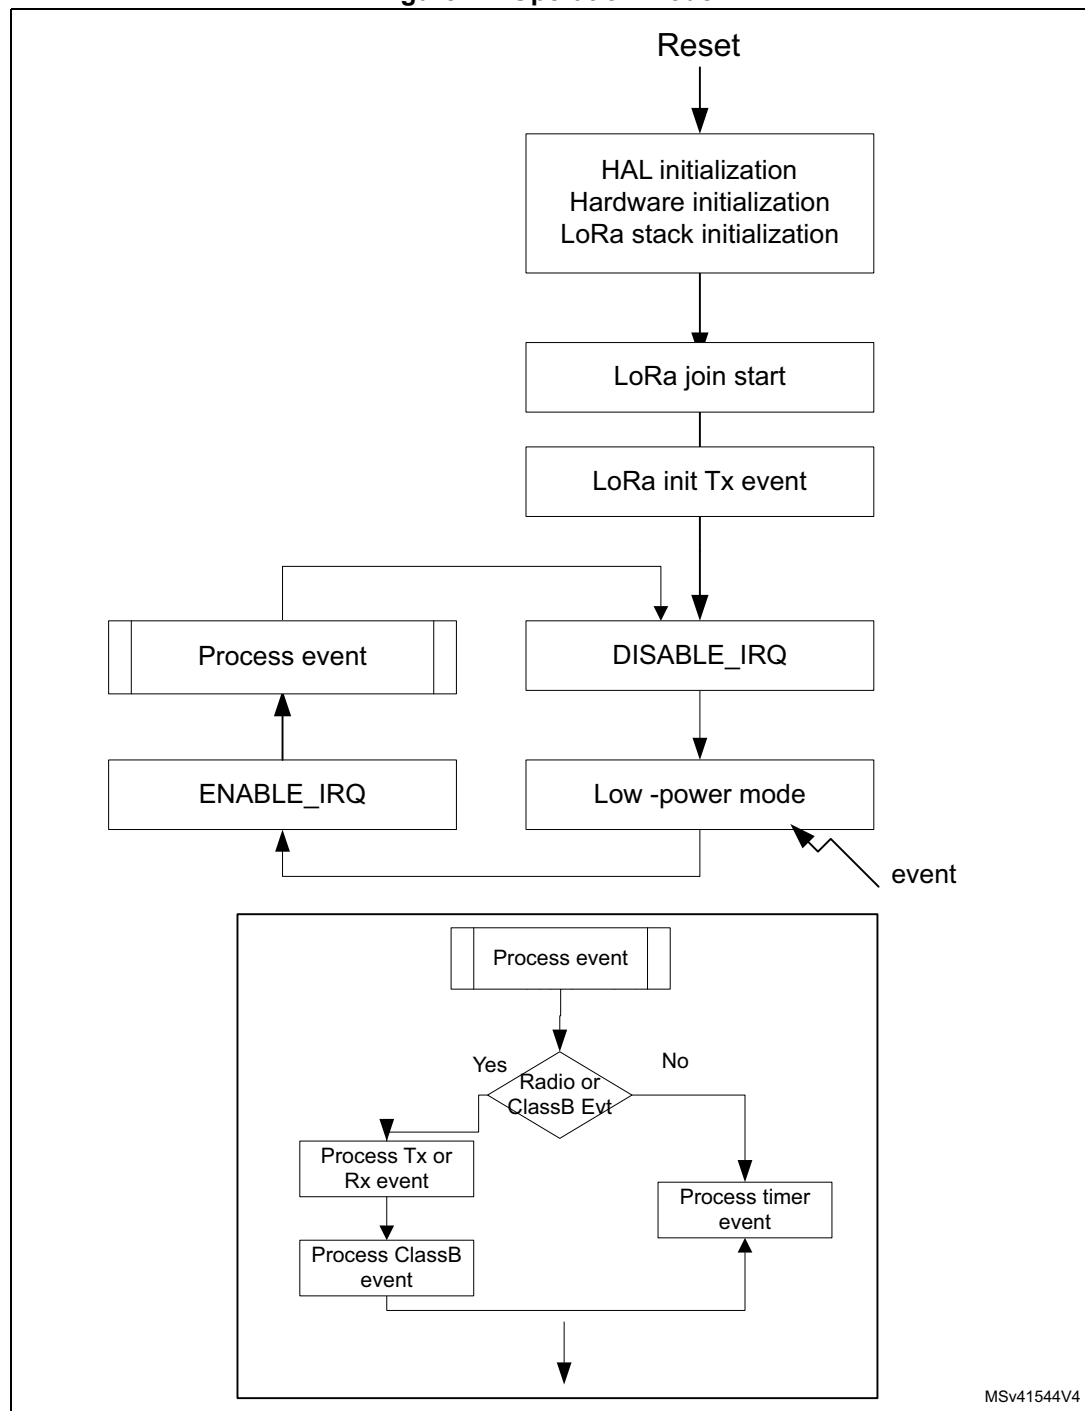 Reset
HAL initialization
Hardware initialization
LoRa stack initialization
LoRa join start
LoRa init Tx event
Process event
DISABLE_IRQ
ENABLE_IRQ
Low -power mode
event
Process event
Yes
No
Radio or
ClassB Evt
Process Tx or
Rx event
Process timer
event
Process ClassB
event
MSv41544V4